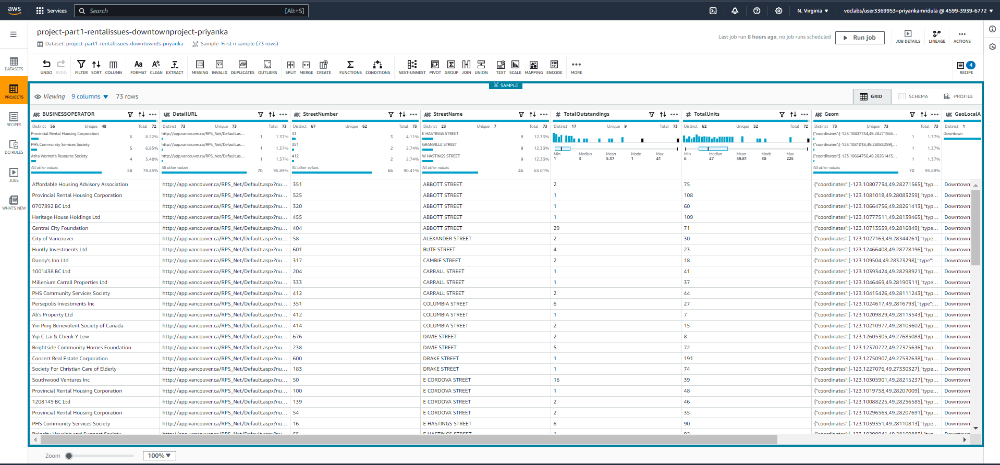 aws Services Search [Alt+S] N. Virginia voclabs/user3369953=priyankamridula @ 4599-3939-6772
project-part1-rentalissues-downtownproject-priyanka
Dataset: project-part1-rentalissues-downtownds-priyanka Sample: First n sample (73 rows)
Last job run 8 hours ago, no job runs scheduled Run job JOB DETAILS LINEAGE ACTIONS
DATASETS
PROJECTS
RECIPES
DQ RULES
JOBS
WHAT'S NEW
UNDO REDO FILTER SORT COLUMN FORMAT CLEAN EXTRACT MISSING INVALID DUPLICATES OUTLIERS SPLIT MERGE CREATE FUNCTIONS CONDITIONS NEST-UNNEST PIVOT GROUP JOIN UNION TEXT SCALE MAPPING ENCODE MORE RECIPE 4
SAMPLE
Viewing 9 columns 73 rows GRID SCHEMA PROFILE
ABC BUSINESSOPERATOR ABC DetailURL ABC StreetNumber ABC StreetName # TotalOutstandings # TotalUnits ABC Geom ABC GeoLocalA
Distinct 56 Unique 48 Total 72 Distinct 73 Unique 73 Total 73 Distinct 67 Unique 62 Total 73 Distinct 23 Unique 7 Total 73 Distinct 17 Unique 9 Total 73 Distinct 62 Unique 52 Total 72 Distinct 73 Unique 73 Total 73 Distinct 1
Provincial Rental Housing Corporation 6 8.22% http://app.vancouver.ca/RPS_Net/Default.as... 1 1.37% 33 3 4.11% E HASTINGS STREET 9 12.33% {"coordinates":[-123.10807734,49.28271565... 1 1.37% Downtown
PHS Community Services Society 5 6.85% http://app.vancouver.ca/RPS_Net/Default.as... 1 1.37% 351 2 2.74% GRANVILLE STREET 9 12.33% {"coordinates":[-123.1081018,49.28083259],... 1 1.37%
Atira Women's Resource Society 4 5.48% http://app.vancouver.ca/RPS_Net/Default.as... 1 1.37% 412 2 2.74% W HASTINGS STREET 9 12.33% {"coordinates":[-123.10664756,49.28261413... 1 1.37%
Min 1 Median 3 Mean 5.37 Mode 1 Max 41 Min 6 Median 47 Mean 59.81 Mode 30 Max 225
All other values 58 79.45% All other values 70 95.89% All other values 66 90.41% All other values 46 63.01% All other values 70 95.89%
Affordable Housing Advisory Association http://app.vancouver.ca/RPS_Net/Default.aspx?nu... 351 ABBOTT STREET 2 75 {"coordinates":[-123.10807734,49.28271565],"typ... Downtown
Provincial Rental Housing Corporation http://app.vancouver.ca/RPS_Net/Default.aspx?nu... 525 ABBOTT STREET 1 108 {"coordinates":[-123.1081018,49.28083259],"type... Downtown
0707892 BC Ltd http://app.vancouver.ca/RPS_Net/Default.aspx?nu... 320 ABBOTT STREET 1 60 {"coordinates":[-123.10664756,49.28261413],"typ... Downtown
Heritage House Holdings Ltd http://app.vancouver.ca/RPS_Net/Default.aspx?nu... 455 ABBOTT STREET 1 109 {"coordinates":[-123.10777511,49.28139465],"typ... Downtown
Central City Foundation http://app.vancouver.ca/RPS_Net/Default.aspx?nu... 404 ABBOTT STREET 29 71 {"coordinates":[-123.10713559,49.2816849],"type... Downtown
City of Vancouver http://app.vancouver.ca/RPS_Net/Default.aspx?nu... 58 ALEXANDER STREET 2 30 {"coordinates":[-123.1027163,49.28344261],"type... Downtown
Huntly Investments Ltd http://app.vancouver.ca/RPS_Net/Default.aspx?nu... 601 BUTE STREET 4 23 {"coordinates":[-123.12466408,49.28778196],"typ... Downtown
Danny's Inn Ltd http://app.vancouver.ca/RPS_Net/Default.aspx?nu... 317 CAMBIE STREET 2 18 {"coordinates":[-123.109504,49.28323298],"type":... Downtown
1001438 BC Ltd http://app.vancouver.ca/RPS_Net/Default.aspx?nu... 204 CARRALL STREET 1 41 {"coordinates":[-123.10393424,49.28298921],"typ... Downtown
Millenium Carrall Properties Ltd http://app.vancouver.ca/RPS_Net/Default.aspx?nu... 333 CARRALL STREET 1 37 {"coordinates":[-123.1046469,49.28190311],"type... Downtown
PHS Community Services Society http://app.vancouver.ca/RPS_Net/Default.aspx?nu... 412 CARRALL STREET 2 44 {"coordinates":[-123.10415426,49.28111243],"typ... Downtown
Persepolis Investments Inc http://app.vancouver.ca/RPS_Net/Default.aspx?nu... 351 COLUMBIA STREET 6 27 {"coordinates":[-123.1024617,49.2816793],"type":... Downtown
Ali's Property Ltd http://app.vancouver.ca/RPS_Net/Default.aspx?nu... 412 COLUMBIA STREET 1 7 {"coordinates":[-123.10209829,49.28113543],"typ... Downtown
Yin Ping Benevolent Society of Canada http://app.vancouver.ca/RPS_Net/Default.aspx?nu... 414 COLUMBIA STREET 2 15 {"coordinates":[-123.10210977,49.28103602],"typ... Downtown
Yip C Lai & Cheuk Y Lew http://app.vancouver.ca/RPS_Net/Default.aspx?nu... 676 DAVIE STREET 2 8 {"coordinates":[-123.12605305,49.27685083],"typ... Downtown
Brightside Community Homes Foundation http://app.vancouver.ca/RPS_Net/Default.aspx?nu... 238 DAVIE STREET 5 72 {"coordinates":[-123.12370772,49.27375636],"typ... Downtown
Concert Real Estate Corporation http://app.vancouver.ca/RPS_Net/Default.aspx?nu... 600 DRAKE STREET 1 191 {"coordinates":[-123.12750907,49.27532638],"typ... Downtown
Society For Christian Care of Elderly http://app.vancouver.ca/RPS_Net/Default.aspx?nu... 183 DRAKE STREET 1 74 {"coordinates":[-123.1227076,49.27330327],"type... Downtown
Southwood Ventures Inc http://app.vancouver.ca/RPS_Net/Default.aspx?nu... 50 E CORDOVA STREET 16 39 {"coordinates":[-123.10305901,49.28215237],"typ... Downtown
Provincial Rental Housing Corporation http://app.vancouver.ca/RPS_Net/Default.aspx?nu... 100 E CORDOVA STREET 1 48 {"coordinates":[-123.1019758,49.28207009],"type... Downtown
1208149 BC Ltd http://app.vancouver.ca/RPS_Net/Default.aspx?nu... 139 E CORDOVA STREET 2 46 {"coordinates":[-123.10088225,49.28256585],"typ... Downtown
Provincial Rental Housing Corporation http://app.vancouver.ca/RPS_Net/Default.aspx?nu... 54 E CORDOVA STREET 2 35 {"coordinates":[-123.10296563,49.28207691],"typ... Downtown
PHS Community Services Society http://app.vancouver.ca/RPS_Net/Default.aspx?nu... 16 E HASTINGS STREET 6 90 {"coordinates":[-123.1039351,49.28110813],"type... Downtown
Raincity Housing and Support Society http://app.vancouver.ca/RPS_Net/Default.aspx?nu... 65 E HASTINGS STREET 1 92 {"coordinates":[-123.10290041,49.28169883],"typ... Downtown
Zoom 100%